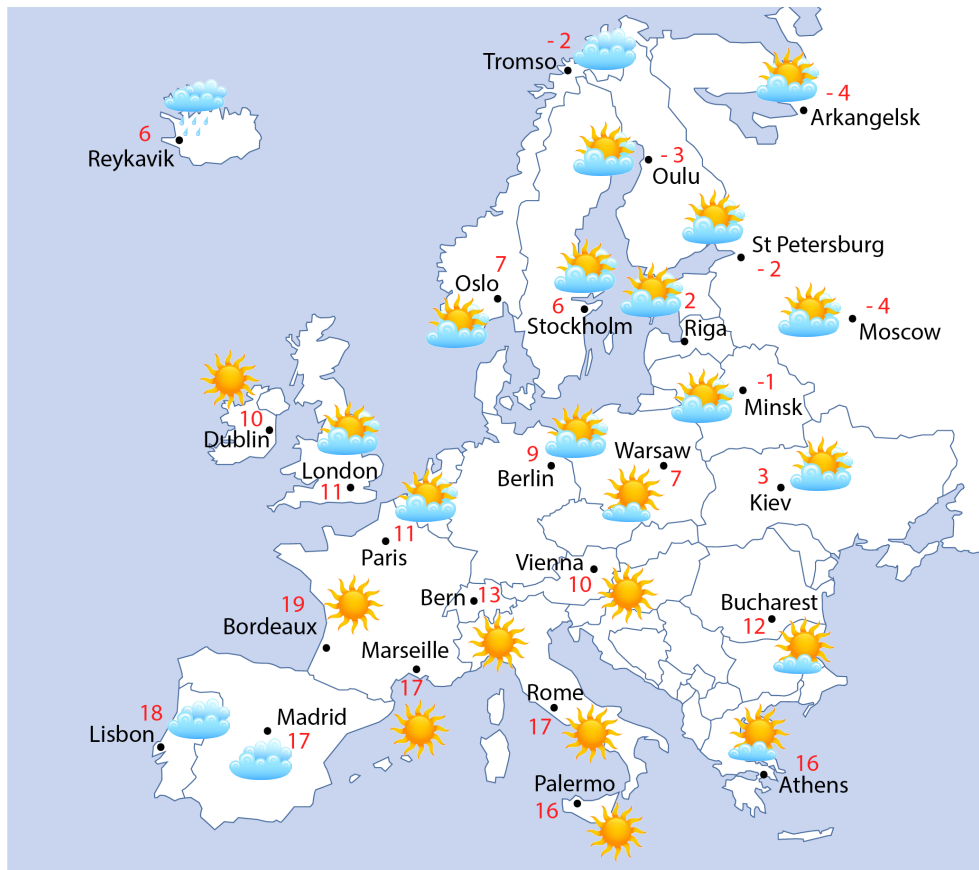 - 2
Tromso
- 4
Arkangelsk
6
Reykavik
- 3
Oulu
St Petersburg
- 2
7
Oslo
6
Stockholm
2
Riga
- 4
Moscow
-1
Minsk
10
Dublin
London
11
9
Berlin
Warsaw
7
3
Kiev
11
Paris
Vienna
10
Bern
13
19
Bordeaux
Bucharest
12
Marseille
17
Rome
17
18
Lisbon
Madrid
17
Palermo
16
16
Athens